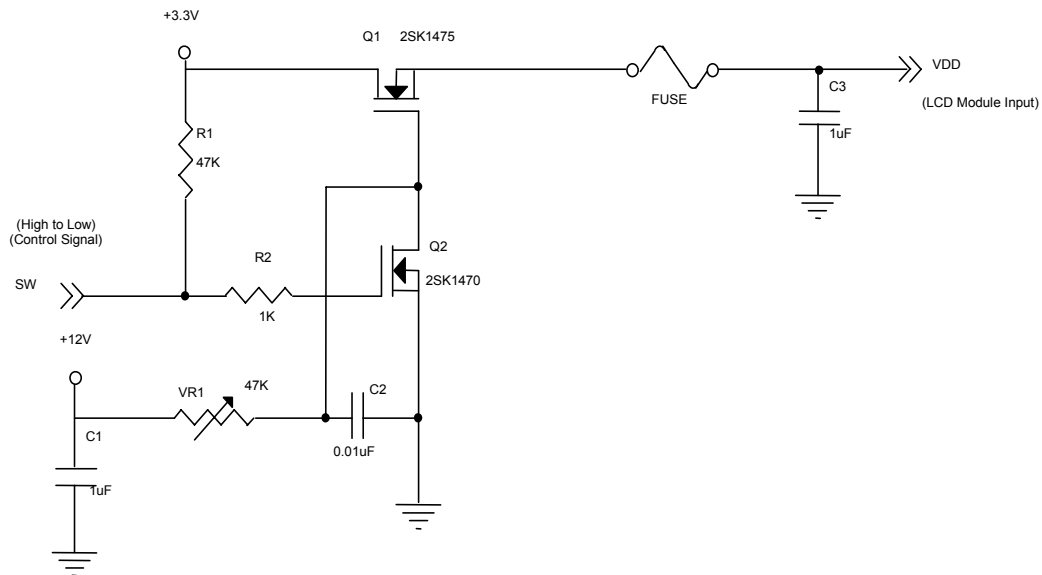 +3.3V
Q1 2SK1475
VDD
FUSE
C3
(LCD Module Input)
R1
1uF
47K
(High to Low)
(Control Signal)
Q2
R2
SW
2SK1470
1K
+12V
VR1
47K
C2
C1
0.01uF
1uF